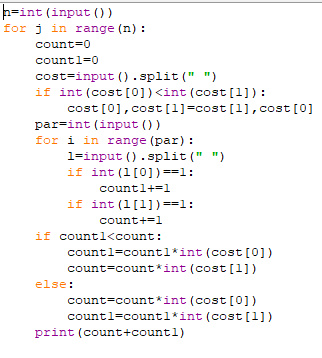 n=int(input())
for j in range(n):
    count=0
    count1=0
    cost=input().split(" ")
    if int(cost[0])<int(cost[1]):
        cost[0],cost[1]=cost[1],cost[0]
    par=int(input())
    for i in range(par):
        l=input().split(" ")
        if int(l[0])==1:
            count1+=1
        if int(l[1])==1:
            count+=1
    if count1<count:
        count1=count1*int(cost[0])
        count=count*int(cost[1])
    else:
        count=count*int(cost[0])
        count1=count1*int(cost[1])
    print(count+count1)